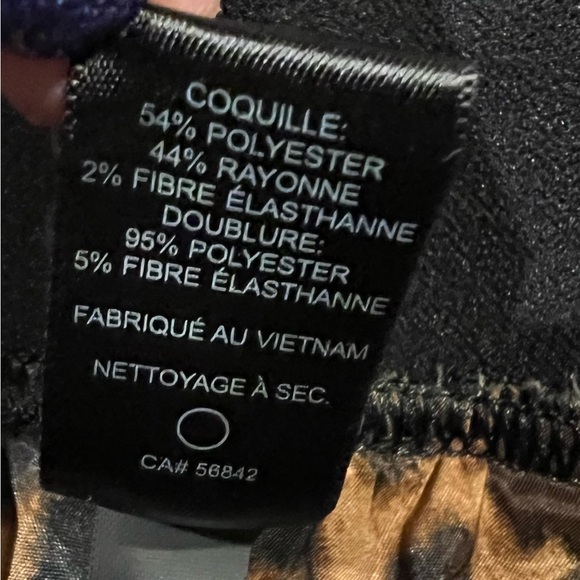 COQUILLE:
54% POLYESTER
44% RAYONNE
2% FIBRE ÉLASTHANNE
DOUBLURE:
95% POLYESTER
5% FIBRE ÉLASTHANNE
FABRIQUÉ AU VIETNAM
NETTOYAGE À SEC.
CA# 56842